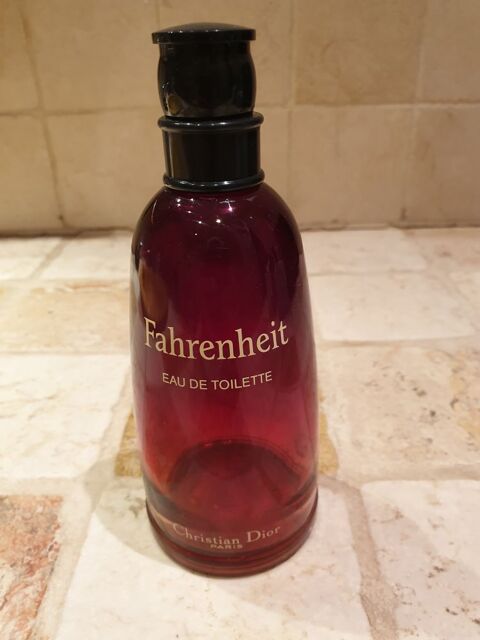 Fahrenheit
EAU DE TOILETTE
Christian Dior
PARIS